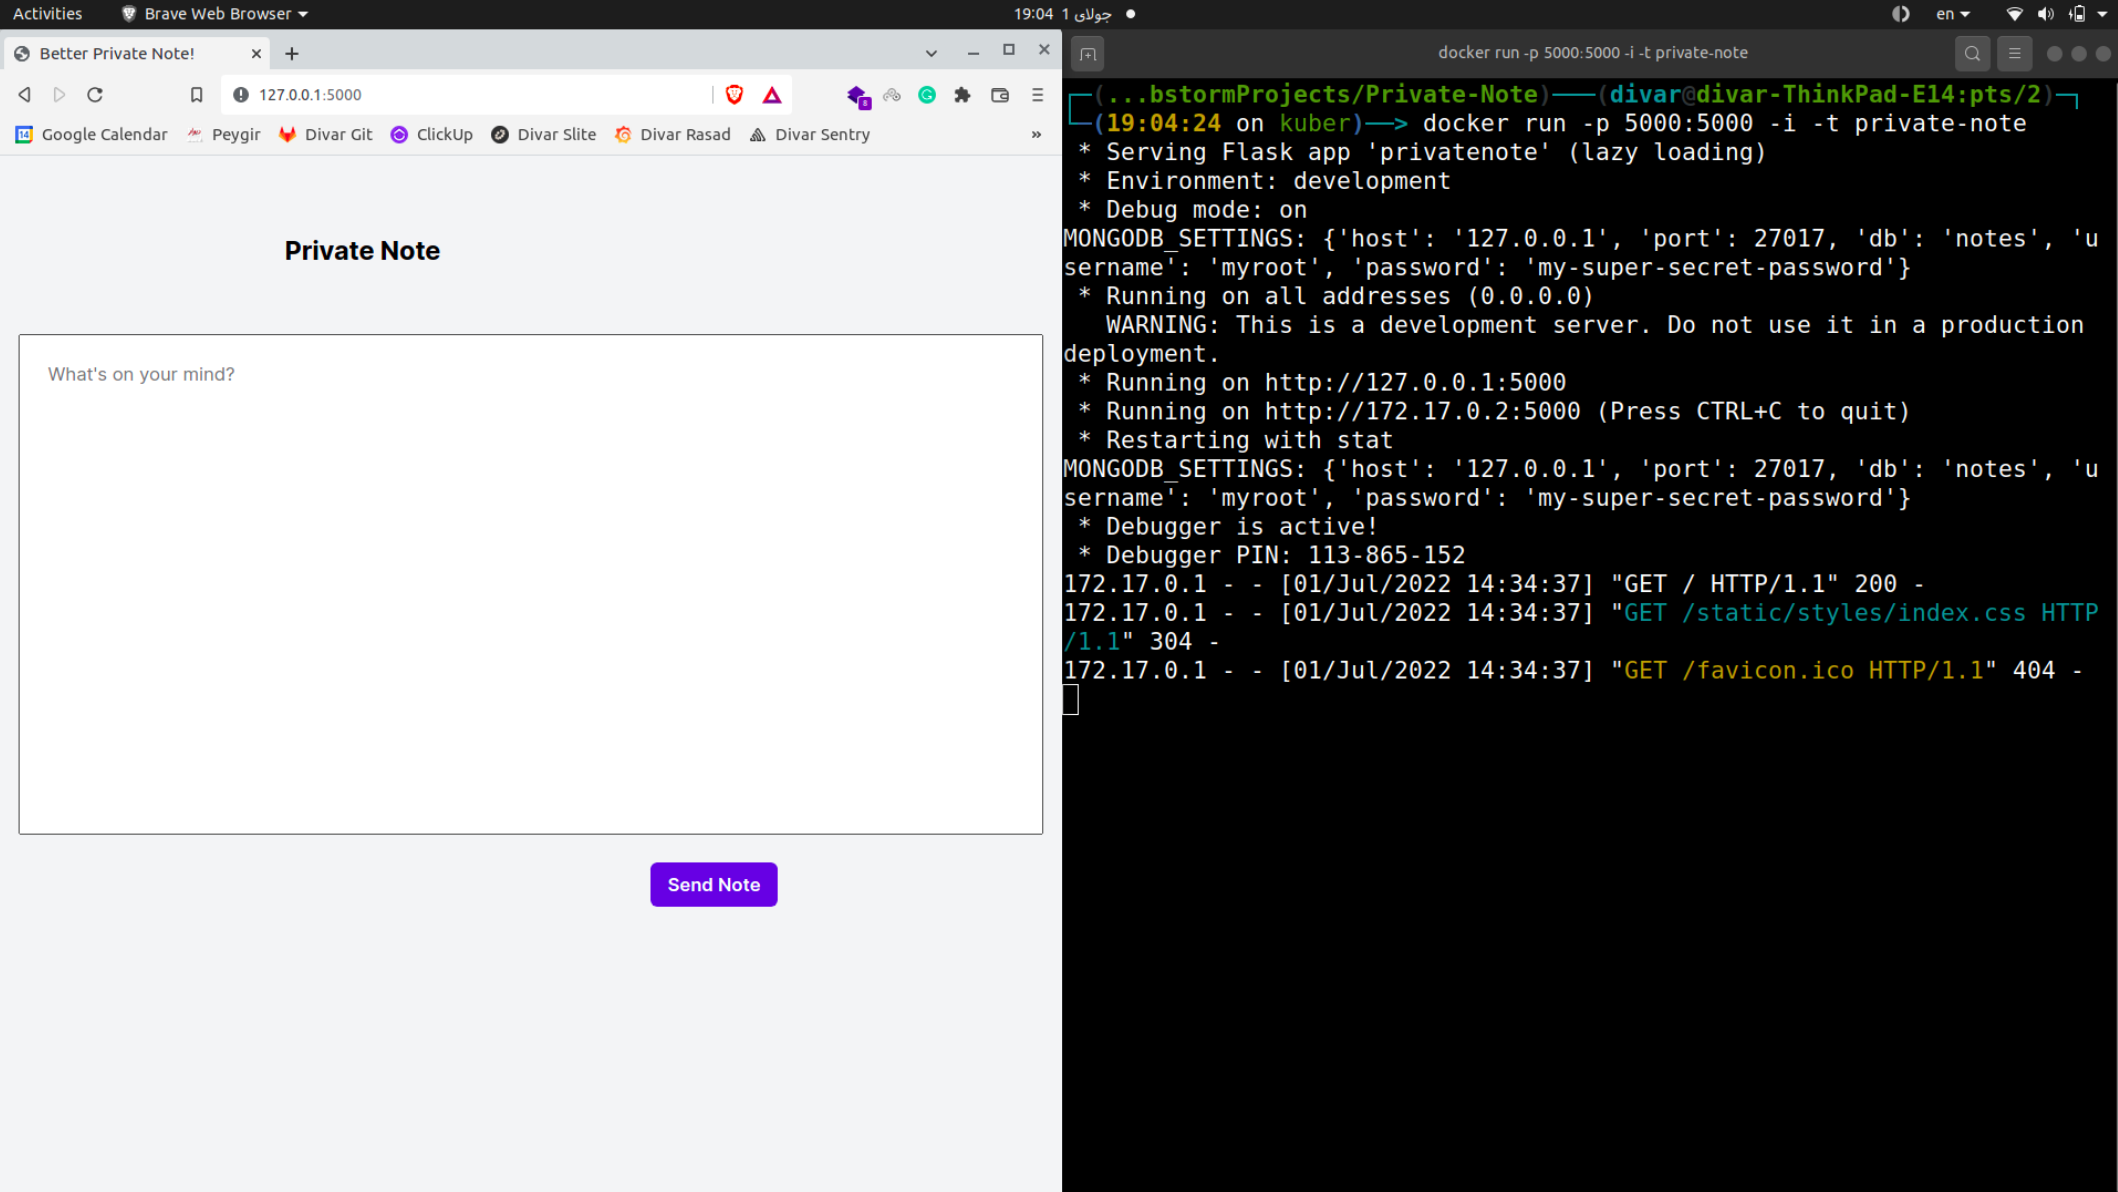 Activities
Brave Web Browser
19:04 1 جولای
en
Better Private Note!
127.0.0.1:5000
8
14 Google Calendar
Peygir
Divar Git
ClickUp
Divar Slite
Divar Rasad
Divar Sentry
»
Private Note
What's on your mind?
Send Note
docker run -p 5000:5000 -i -t private-note
(...bstormProjects/Private-Note)——(divar@divar-ThinkPad-E14:pts/2)
(19:04:24 on kuber)——> docker run -p 5000:5000 -i -t private-note
* Serving Flask app 'privatenote' (lazy loading)
* Environment: development
* Debug mode: on
MONGODB_SETTINGS: {'host': '127.0.0.1', 'port': 27017, 'db': 'notes', 'u
sername': 'myroot', 'password': 'my-super-secret-password'}
* Running on all addresses (0.0.0.0)
WARNING: This is a development server. Do not use it in a production
deployment.
* Running on http://127.0.0.1:5000
* Running on http://172.17.0.2:5000 (Press CTRL+C to quit)
* Restarting with stat
MONGODB_SETTINGS: {'host': '127.0.0.1', 'port': 27017, 'db': 'notes', 'u
sername': 'myroot', 'password': 'my-super-secret-password'}
* Debugger is active!
* Debugger PIN: 113-865-152
172.17.0.1 - - [01/Jul/2022 14:34:37] "GET / HTTP/1.1" 200 -
172.17.0.1 - - [01/Jul/2022 14:34:37] "GET /static/styles/index.css HTTP
/1.1" 304 -
172.17.0.1 - - [01/Jul/2022 14:34:37] "GET /favicon.ico HTTP/1.1" 404 -